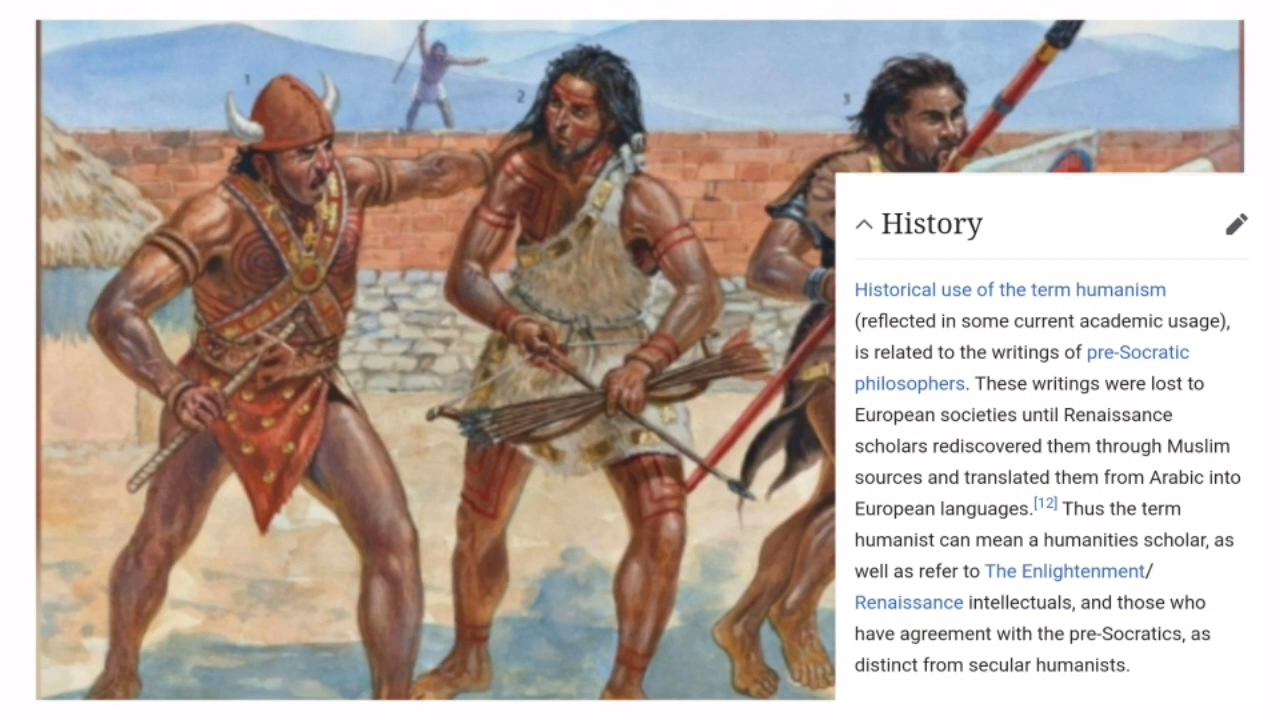 1
2
3
History
Historical use of the term humanism
(reflected in some current academic usage),
is related to the writings of pre-Socratic
philosophers. These writings were lost to
European societies until Renaissance
scholars rediscovered them through Muslim
sources and translated them from Arabic into
European languages.[12] Thus the term
humanist can mean a humanities scholar, as
well as refer to The Enlightenment/
Renaissance intellectuals, and those who
have agreement with the pre-Socratics, as
distinct from secular humanists.